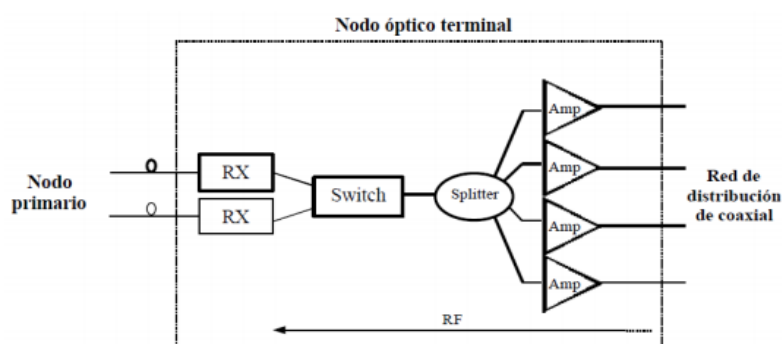 Nodo óptico terminal
Nodo
primario
RX
RX
Switch
Splitter
Amp
Amp
Amp
Amp
Red de
distribución
de coaxial
RF